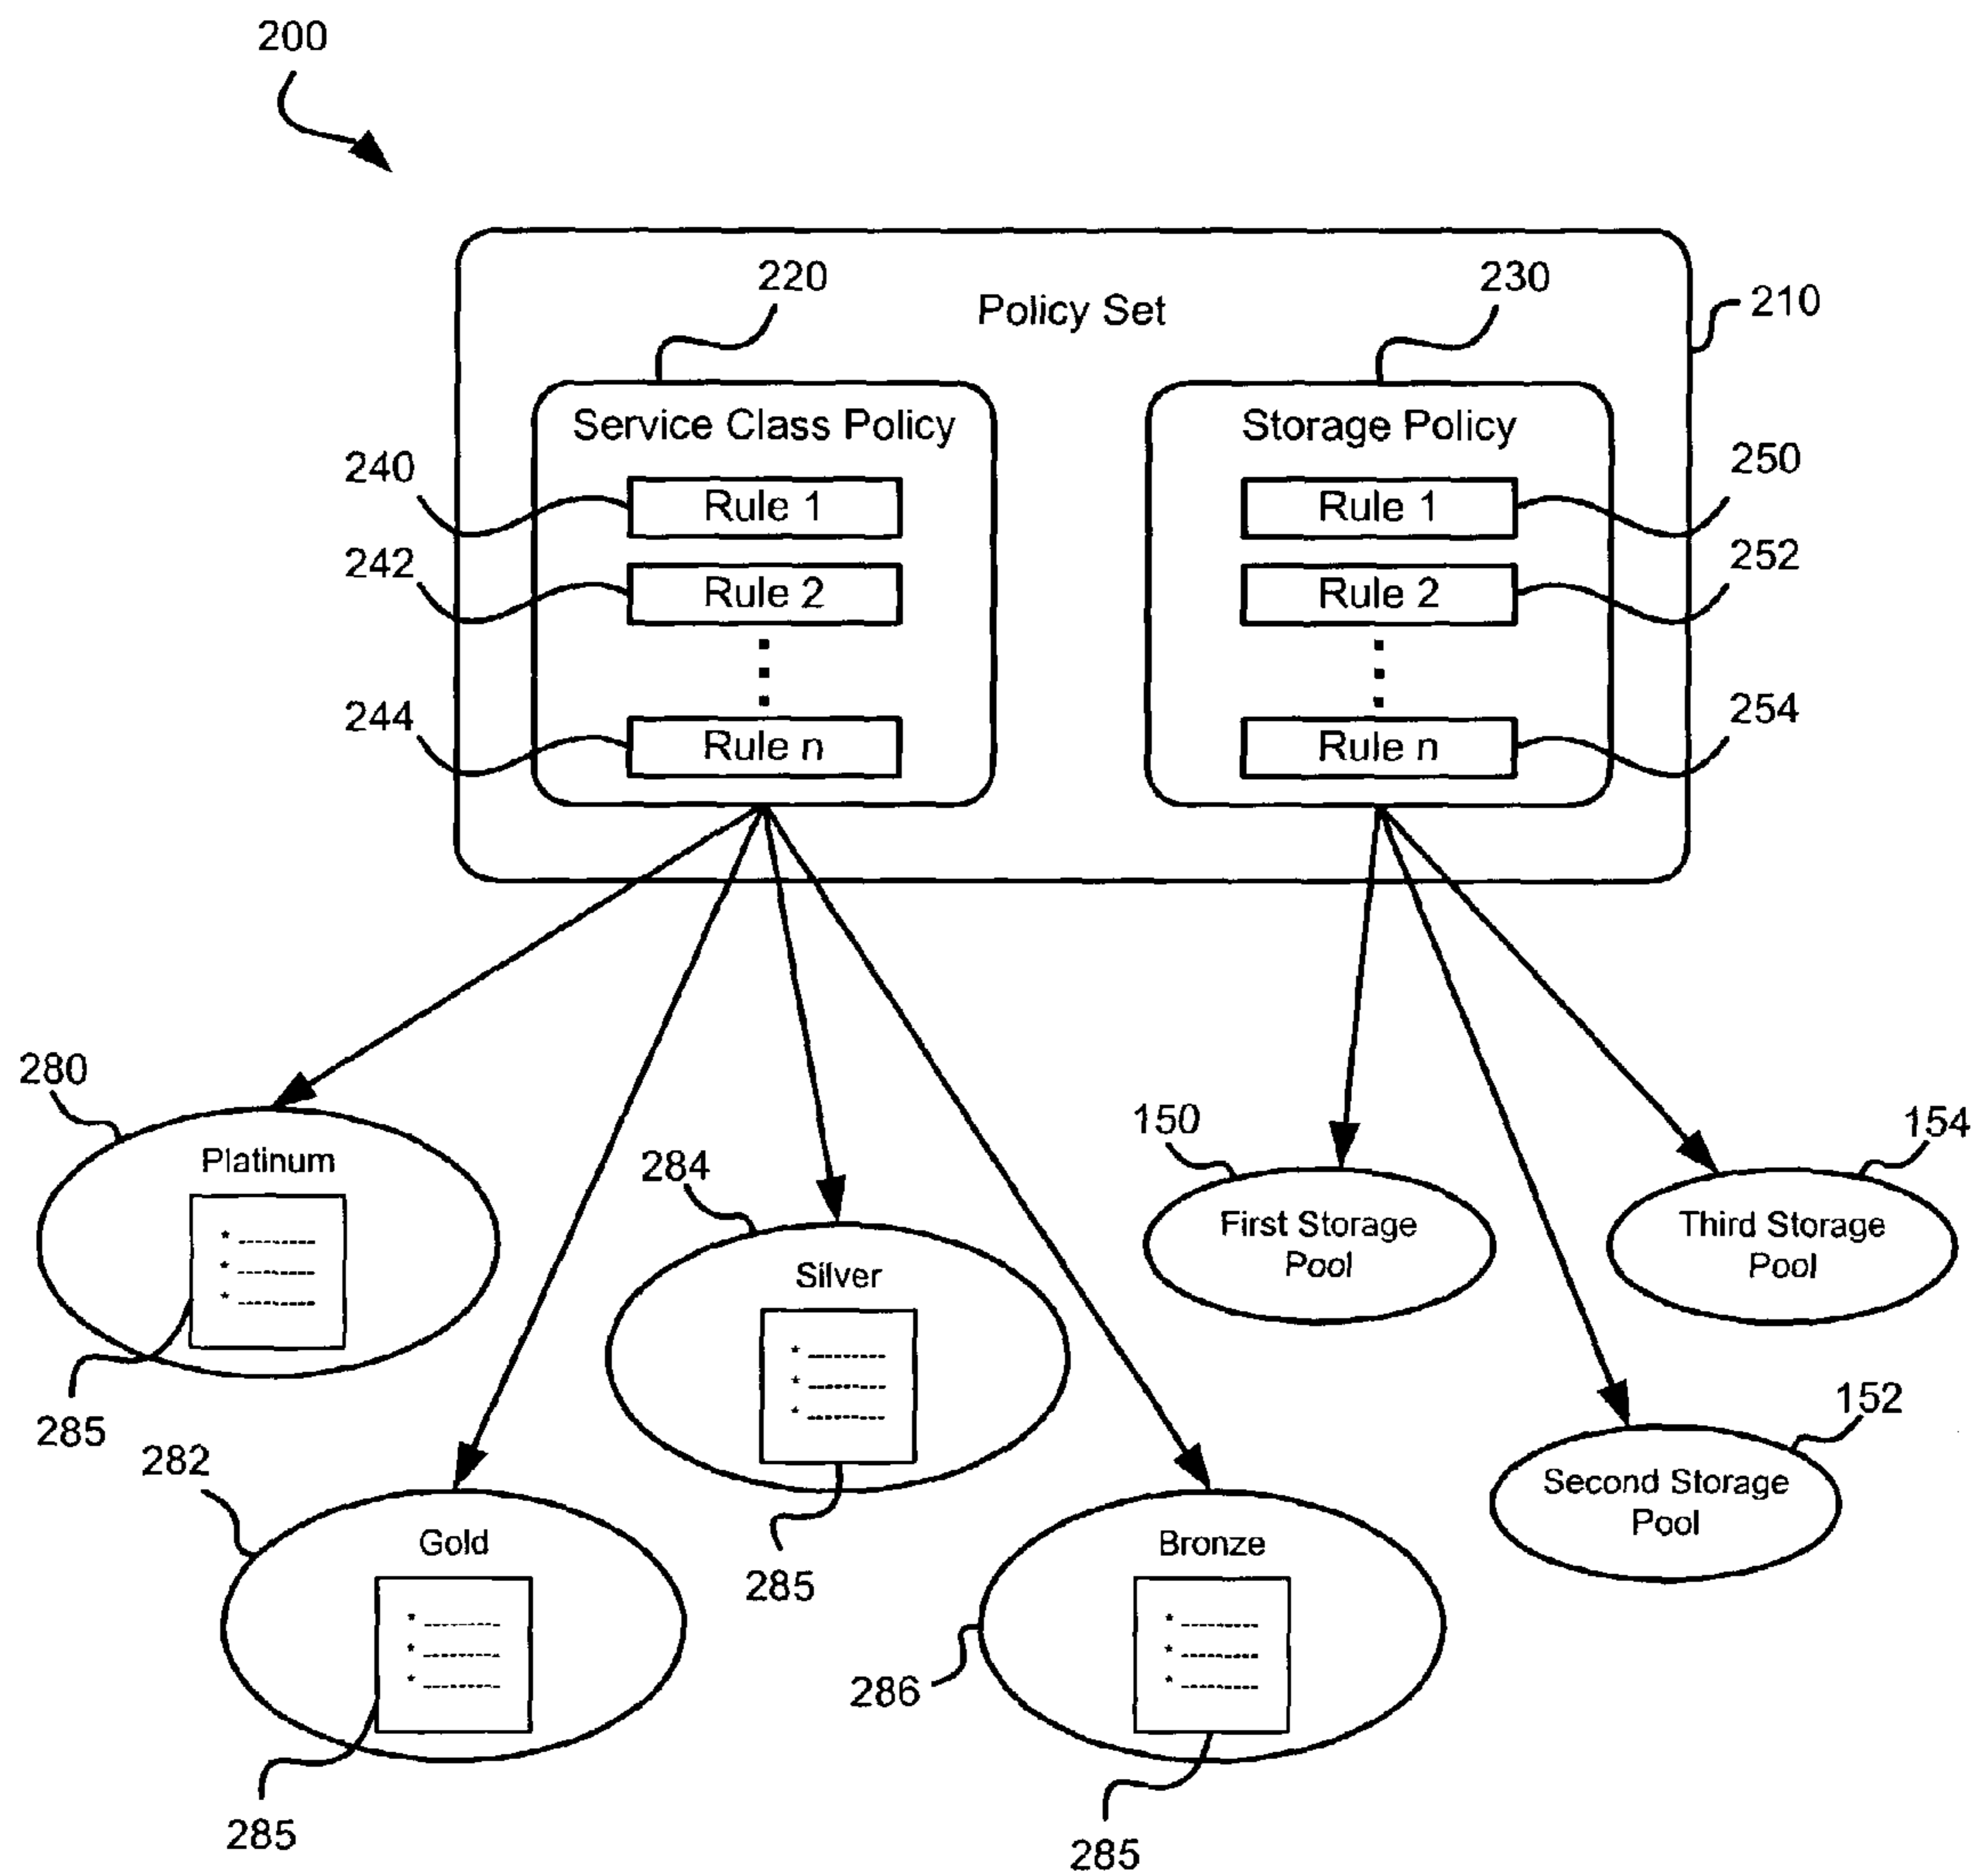 200
Policy Set
220
230
210
Service Class Policy
Storage Policy
240
Rule 1
Rule 1
250
242
Rule 2
Rule 2
252
244
Rule n
Rule n
254
280
Platinum
* --------
* --------
* --------
285
284
Silver
* --------
* --------
* --------
285
150
First Storage
Pool
154
Third Storage
Pool
282
Gold
* --------
* --------
* --------
285
286
Bronze
* --------
* --------
* --------
285
152
Second Storage
Pool